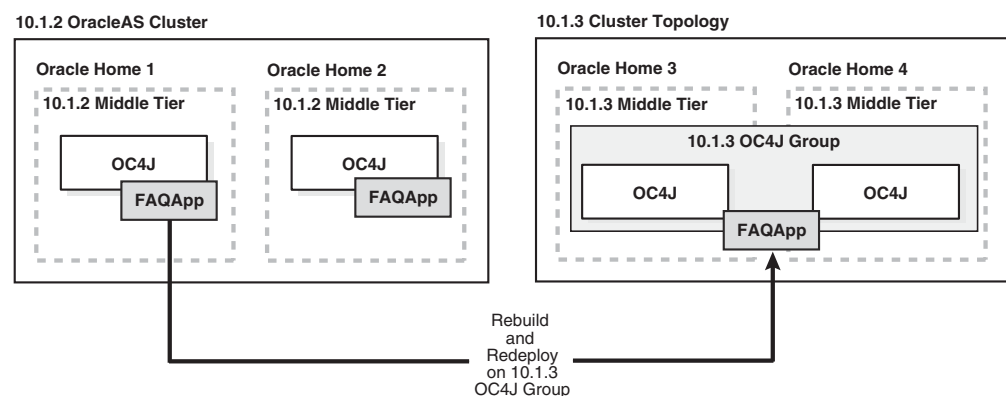 10.1.2 OracleAS Cluster
Oracle Home 1
10.1.2 Middle Tier
OC4J
FAQApp
Oracle Home 2
10.1.2 Middle Tier
OC4J
FAQApp
10.1.3 Cluster Topology
Oracle Home 3
10.1.3 Middle Tier
Oracle Home 4
10.1.3 Middle Tier
10.1.3 OC4J Group
OC4J
OC4J
FAQApp
Rebuild
and
Redeploy
on 10.1.3
OC4J Group